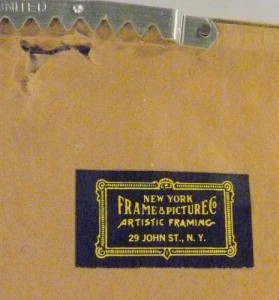 UNITED
NEW YORK
FRAME & PICTURE Co
ARTISTIC FRAMING
29 JOHN ST., N. Y.